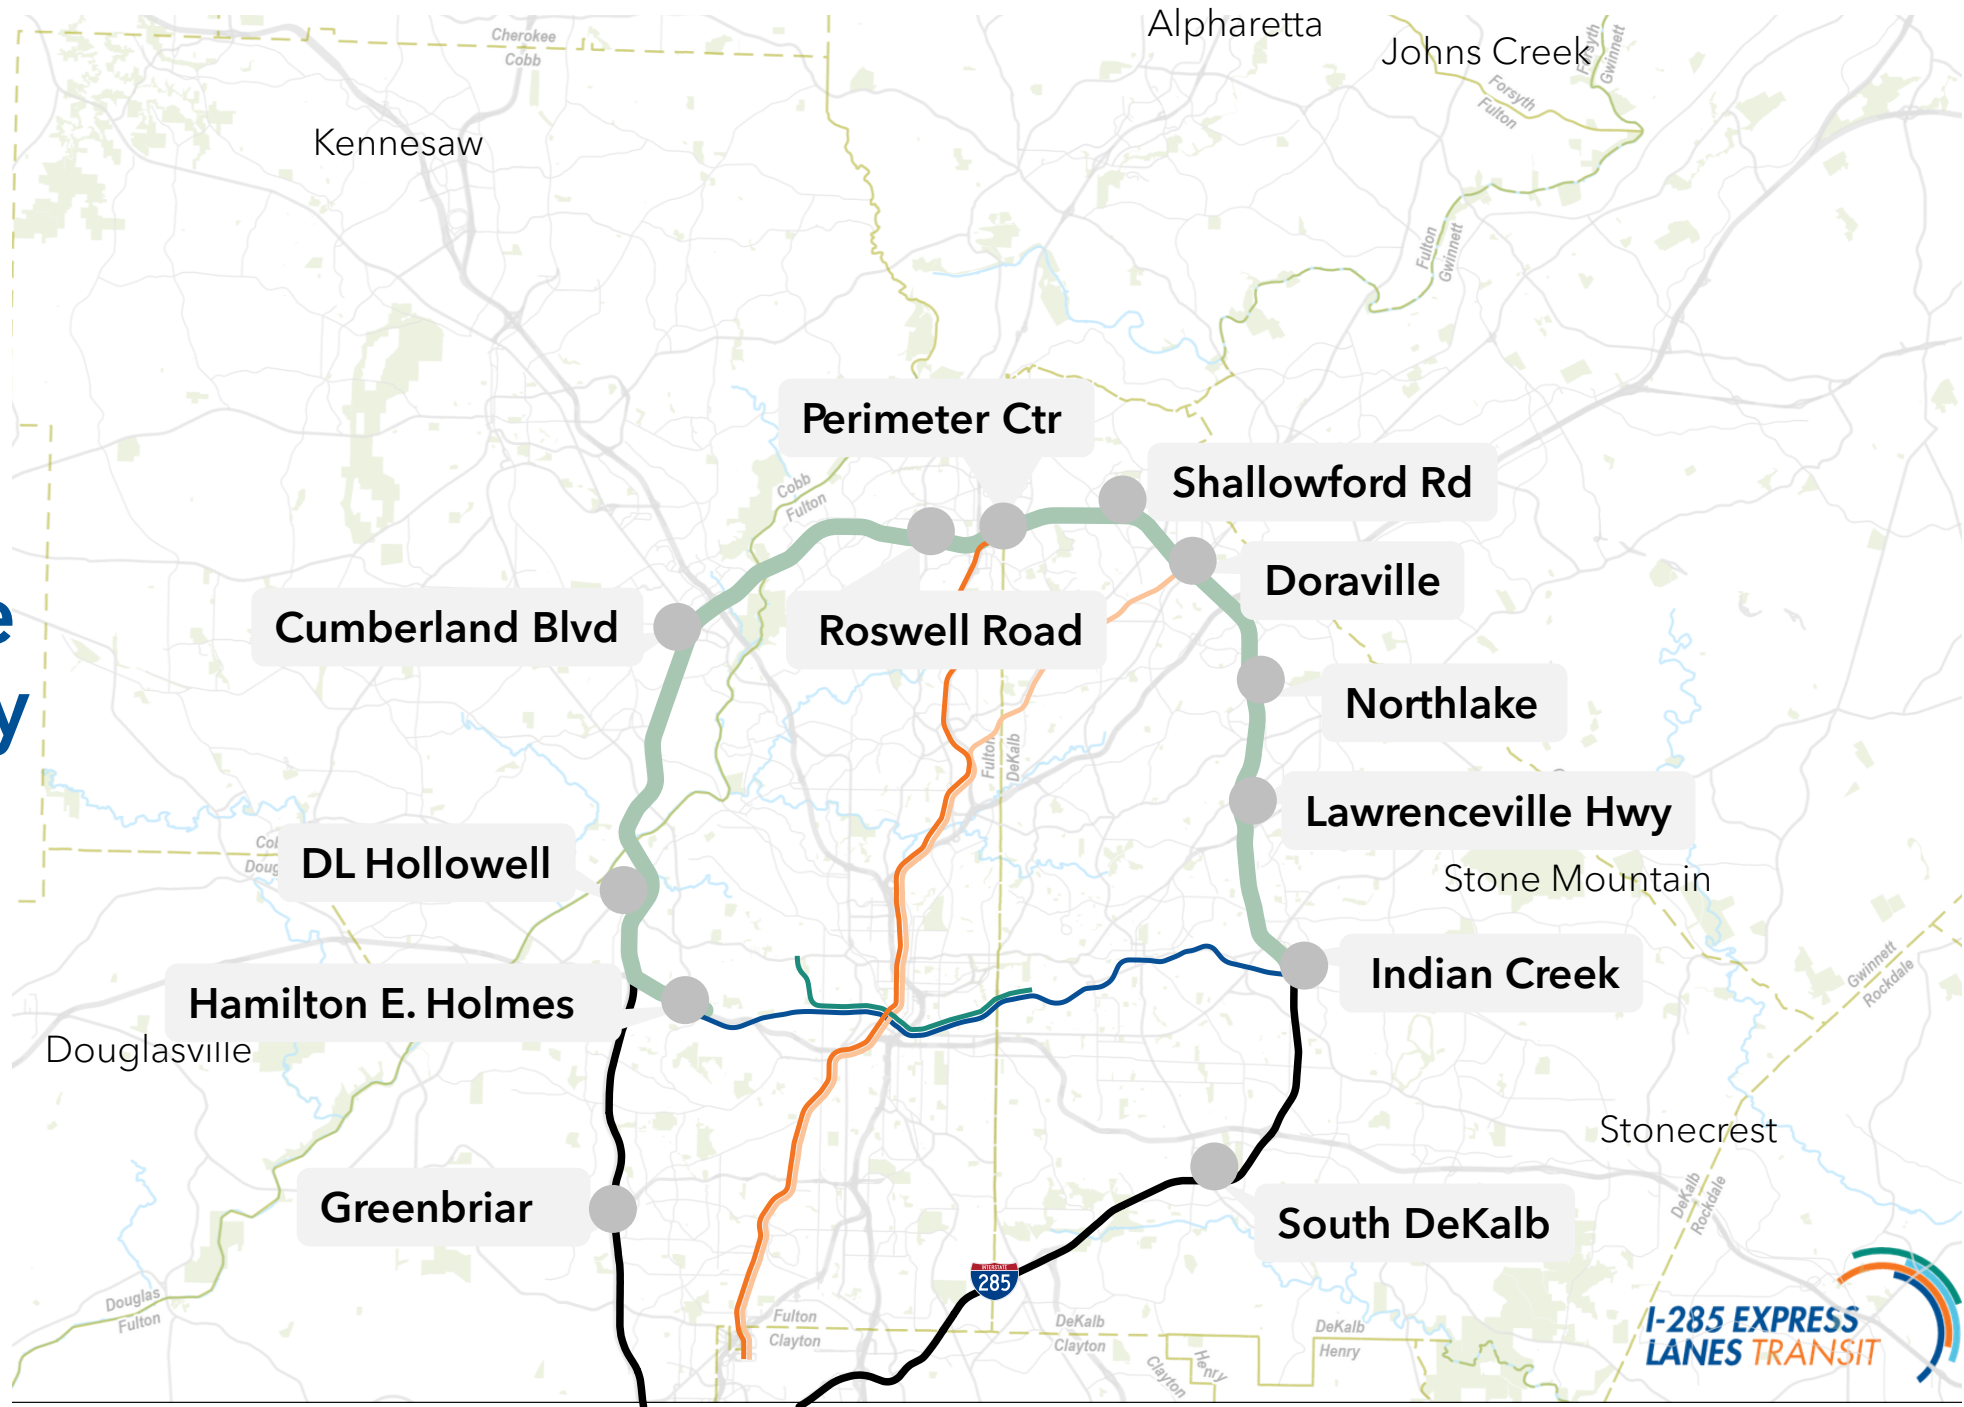 Alpharetta
Johns Creek
Cherokee
Cobb
Forsyth
Gwinnett
Forsyth
Fulton
Kennesaw
Fulton
Gwinnett
Perimeter Ctr
Shallowford Rd
Cobb
Fulton
Doraville
Cumberland Blvd
Roswell Road
e
y
Northlake
Fulton
DeKalb
Lawrenceville Hwy
DL Hollowell
Stone Mountain
Indian Creek
Gwinnett
Rockdale
Hamilton E. Holmes
Douglasville
Stonecrest
DeKalb
Rockdale
Greenbriar
South DeKalb
INTERSTATE
285
Douglas
Fulton
Fulton
Clayton
DeKalb
Clayton
DeKalb
Henry
Henry
Clayton
I-285 EXPRESS
LANES TRANSIT